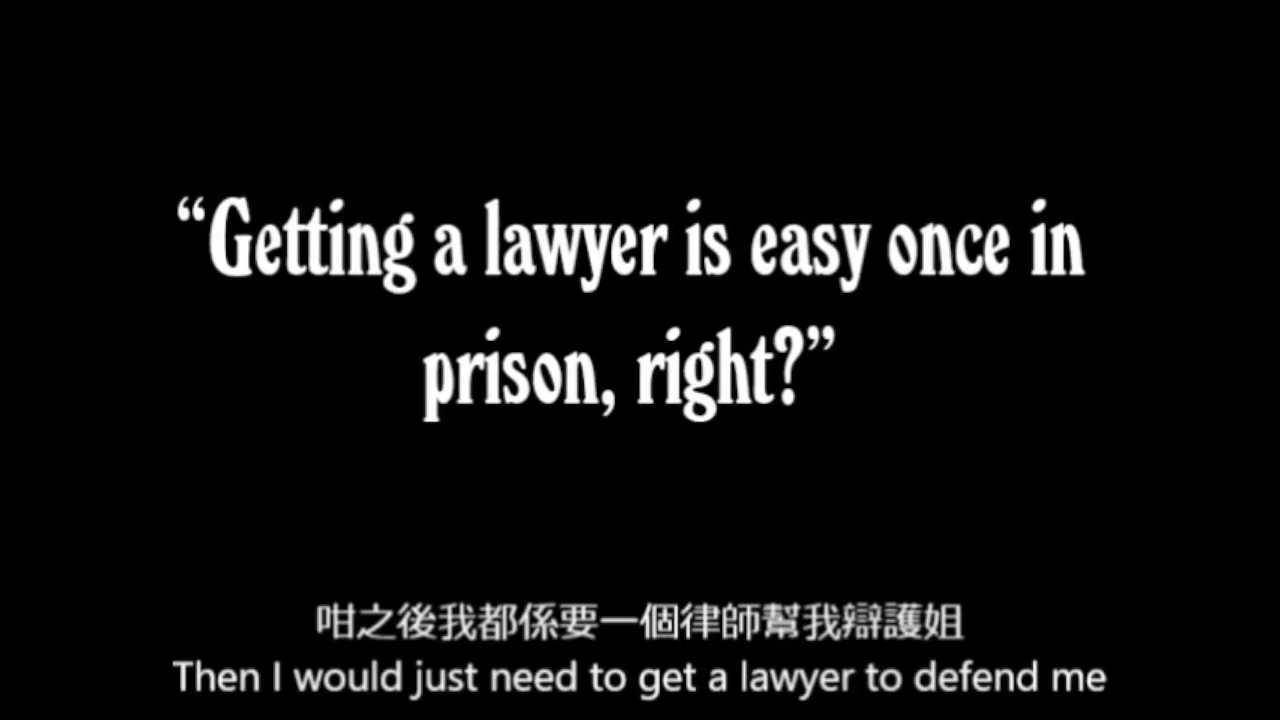 “Getting a lawyer is easy once in
prison, right?”
咁之後我都係要一個律師幫我辯護姐
Then I would just need to get a lawyer to defend me